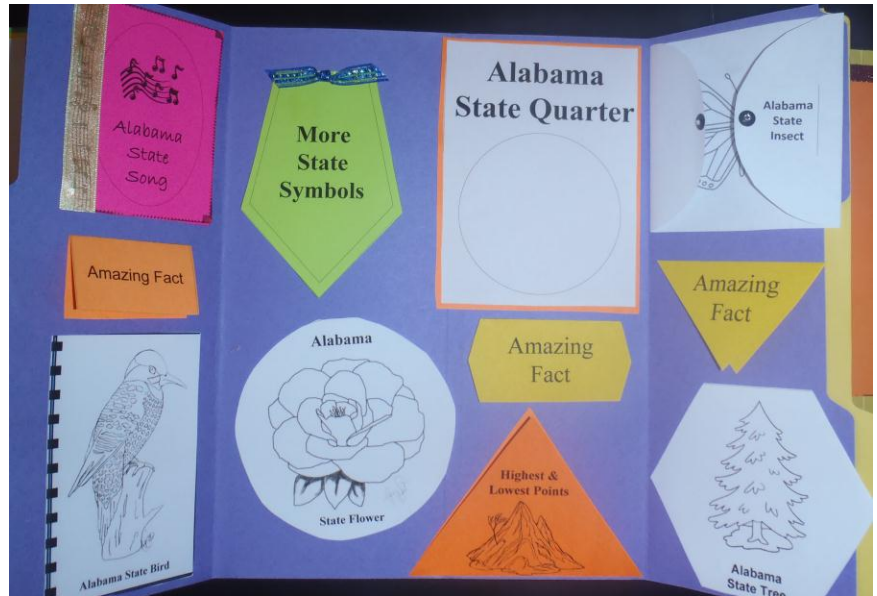 Alabama
State
Song
More
State
Symbols
Alabama
State Quarter
Alabama
State
Insect
Amazing Fact
Amazing
Fact
Amazing
Fact
Alabama State Bird
Alabama
State Flower
Highest &
Lowest Points
Alabama
State Tree